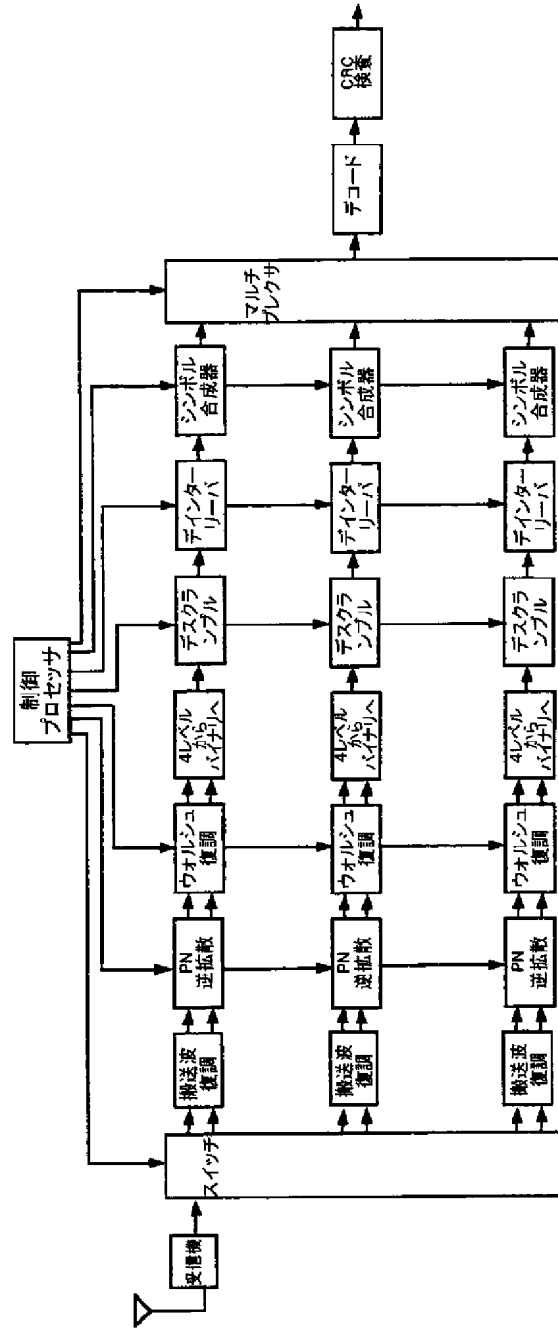 制御
プロセッサ
受信機
スイッチ
搬送波
復調
PN
逆拡散
ウォルシュ
復調
4レベル
から
バイナリへ
デスクラ
ンブル
デインター
リーバ
シンボル
合成器
マルチ
プレクサ
デコード
CRC
検査
搬送波
復調
PN
逆拡散
ウォルシュ
復調
4レベル
から
バイナリへ
デスクラ
ンブル
デインター
リーバ
シンボル
合成器
搬送波
復調
PN
逆拡散
ウォルシュ
復調
4レベル
から
バイナリへ
デスクラ
ンブル
デインター
リーバ
シンボル
合成器